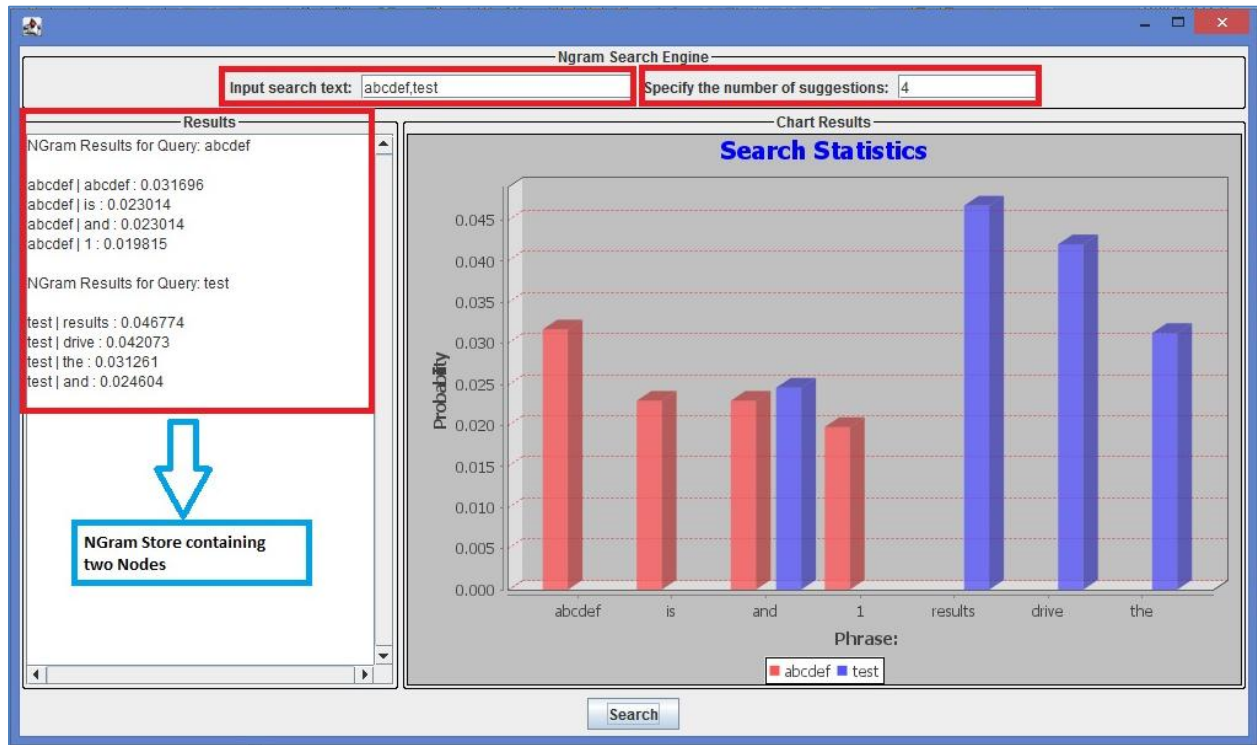 Ngram Search Engine
Input search text: abcdef,test
Specify the number of suggestions: 4
Results
NGram Results for Query: abcdef
abcdef | abcdef : 0.031696
abcdef | is : 0.023014
abcdef | and : 0.023014
abcdef | 1 : 0.019815
NGram Results for Query: test
test | results : 0.046774
test | drive : 0.042073
test | the : 0.031261
test | and : 0.024604
NGram Store containing
two Nodes
Chart Results
Search Statistics
Probability
0.045
0.040
0.035
0.030
0.025
0.020
0.015
0.010
0.005
0.000
abcdef is and 1 results drive the
Phrase:
abcdef test
Search